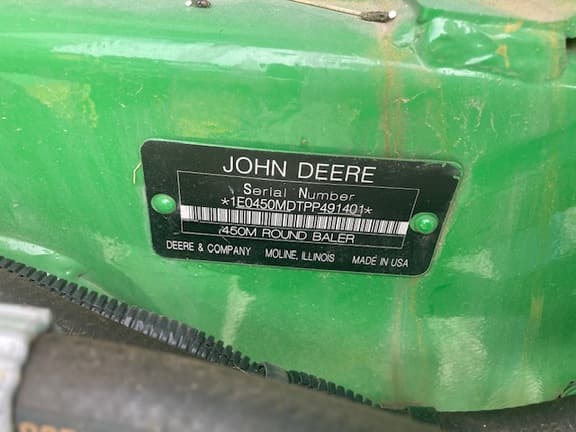 JOHN DEERE
Serial Number
*1E0450MDTPP491401*
450M ROUND BALER
DEERE & COMPANY MOLINE, ILLINOIS MADE IN USA